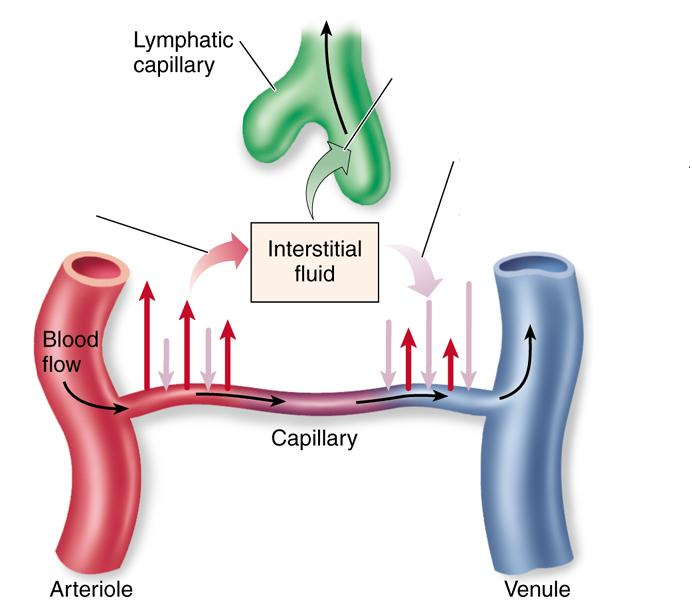 Lymphatic
capillary
Interstitial
fluid
Blood
flow
Capillary
Arteriole
Venule